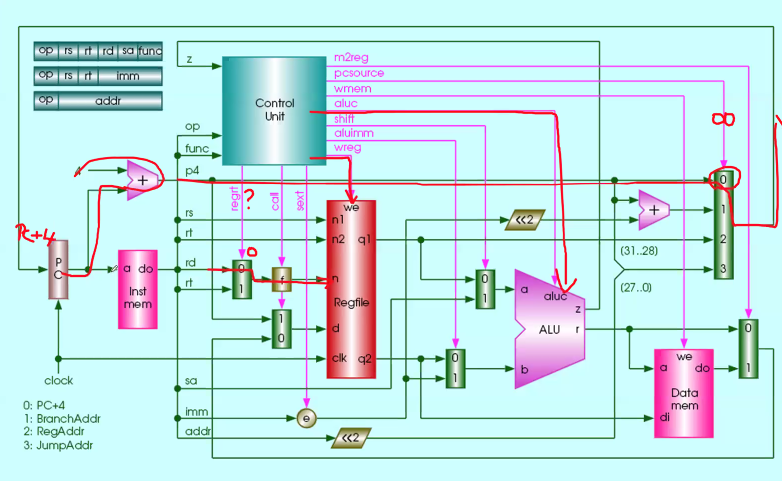 op rs rt rd sa func
op rs rt imm
op addr
z
Control
Unit
m2reg
pcsource
wmem
aluc
shift
aluimm
wreg
op
func
p4
4
+
regrt
?
call
sext
00
PC+4
P
C
a do
Inst
mem
rs
rt
rd
rt
0
0
1
f
1
0
we
n1
n2 q1
n
Regfile
d
clk q2
<<2
+
0
1
2
3
(31..28)
(27..0)
0
1
a
aluc
z
ALU
r
b
0
1
0
1
we
a do
Data
mem
di
clock
sa
imm
e
addr
<<2
0: PC+4
1: BranchAddr
2: RegAddr
3: JumpAddr